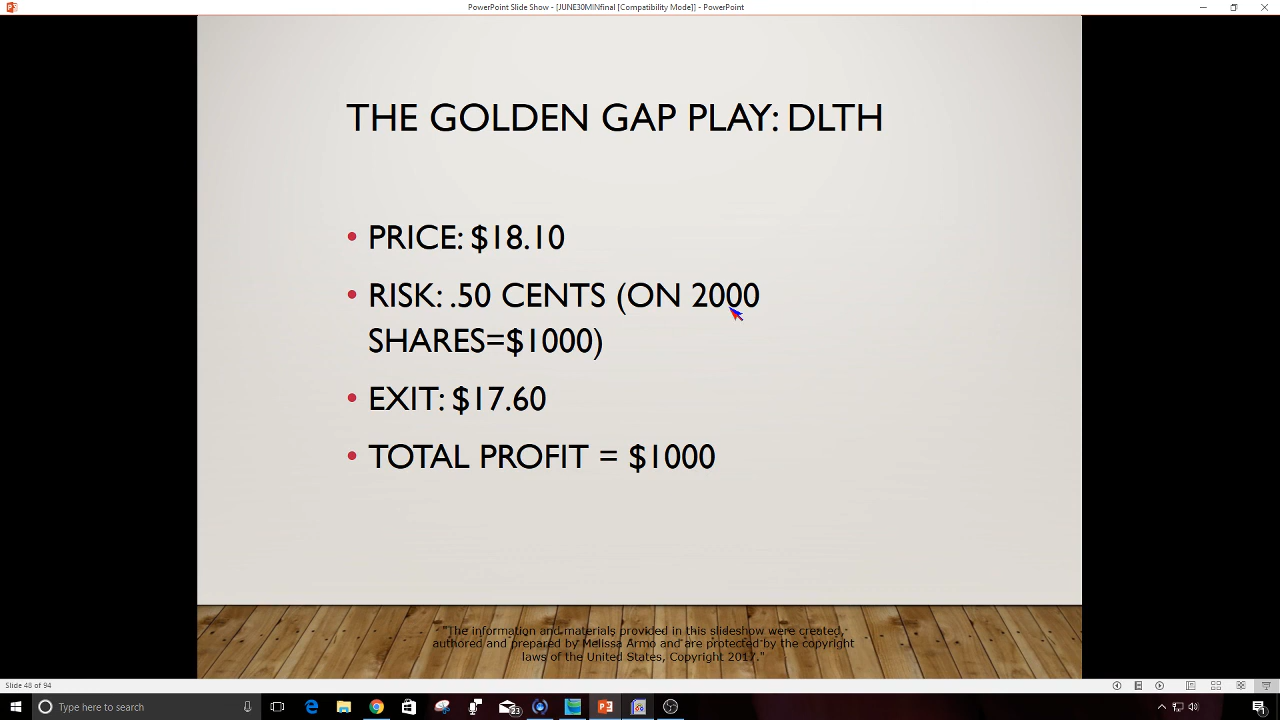 PowerPoint Slide Show - [JUNE30MINfinal [Compatibility Mode]] - PowerPoint
THE GOLDEN GAP PLAY: DLTH
• PRICE: $18.10
• RISK: .50 CENTS (ON 2000
SHARES=$1000)
• EXIT: $17.60
• TOTAL PROFIT = $1000
"The information and materials provided in this slideshow were created,
authored and prepared by Melissa Armo and are protected by the copyright
laws of the United States, Copyright 2017."
Slide 48 of 94
Type here to search
23